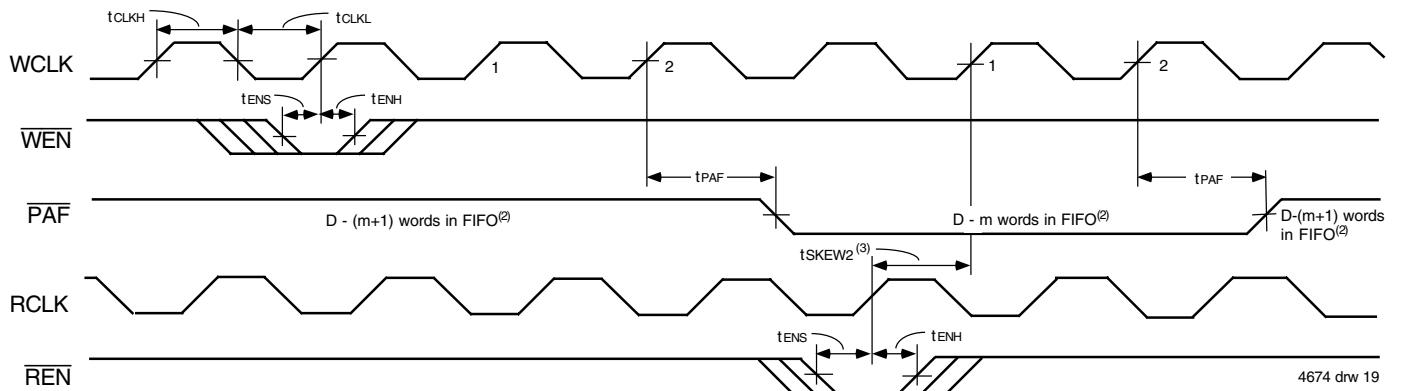 tCLKH
tCLKL
WCLK
1
2
1
2
tENS
tENH
WEN
tPAF
tPAF
PAF
D - (m+1) words in FIFO(2)
D - m words in FIFO(2)
D-(m+1) words
in FIFO(2)
tSKEW2(3)
RCLK
tENS
tENH
REN
4674 drw 19